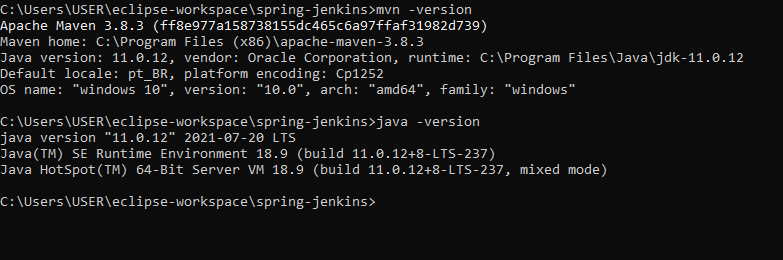 C:\Users\USER\eclipse-workspace\spring-jenkins>mvn -version
Apache Maven 3.8.3 (ff8e977a158738155dc465c6a97ffaf31982d739)
Maven home: C:\Program Files (x86)\apache-maven-3.8.3
Java version: 11.0.12, vendor: Oracle Corporation, runtime: C:\Program Files\Java\jdk-11.0.12
Default locale: pt_BR, platform encoding: Cp1252
OS name: "windows 10", version: "10.0", arch: "amd64", family: "windows"
C:\Users\USER\eclipse-workspace\spring-jenkins>java -version
java version "11.0.12" 2021-07-20 LTS
Java(TM) SE Runtime Environment 18.9 (build 11.0.12+8-LTS-237)
Java HotSpot(TM) 64-Bit Server VM 18.9 (build 11.0.12+8-LTS-237, mixed mode)
C:\Users\USER\eclipse-workspace\spring-jenkins>